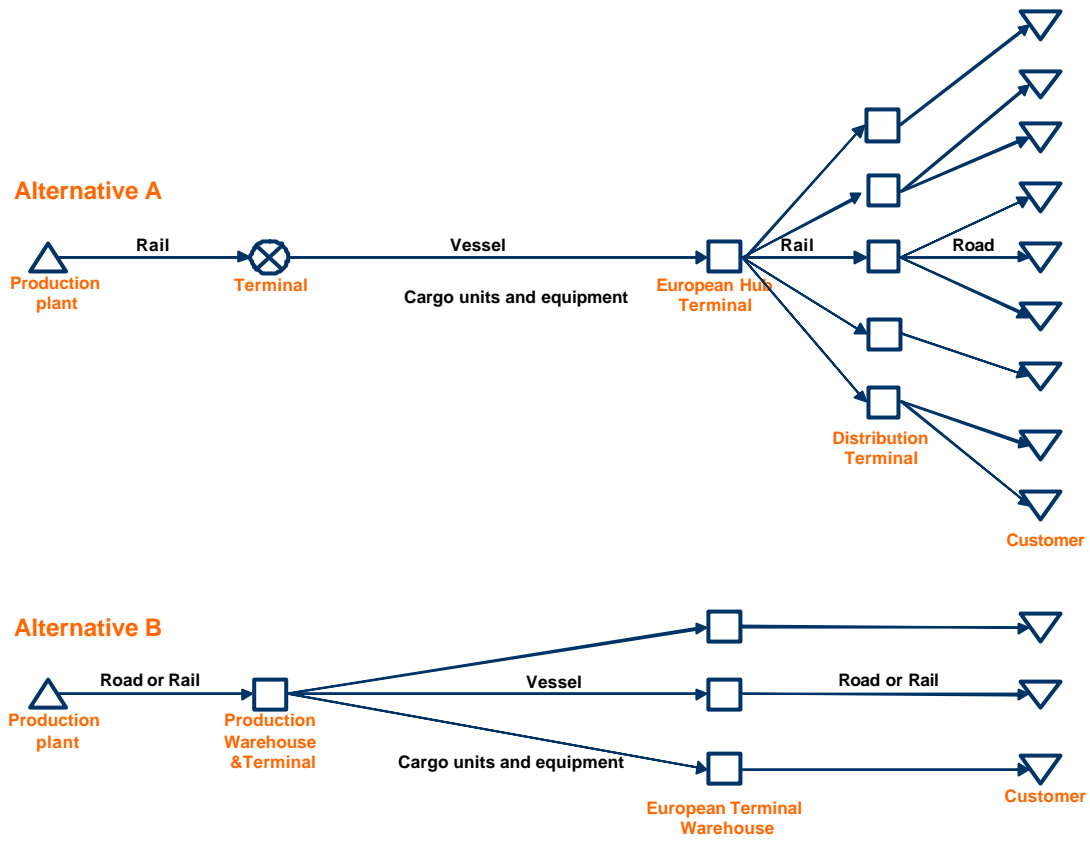 Alternative A
Rail
Vessel
Rail
Road
Production
plant
Terminal
Cargo units and equipment
European Hub
Terminal
Distribution
Terminal
Customer
Alternative B
Road or Rail
Vessel
Road or Rail
Production
plant
Production
Warehouse
&Terminal
Cargo units and equipment
European Terminal
Warehouse
Customer